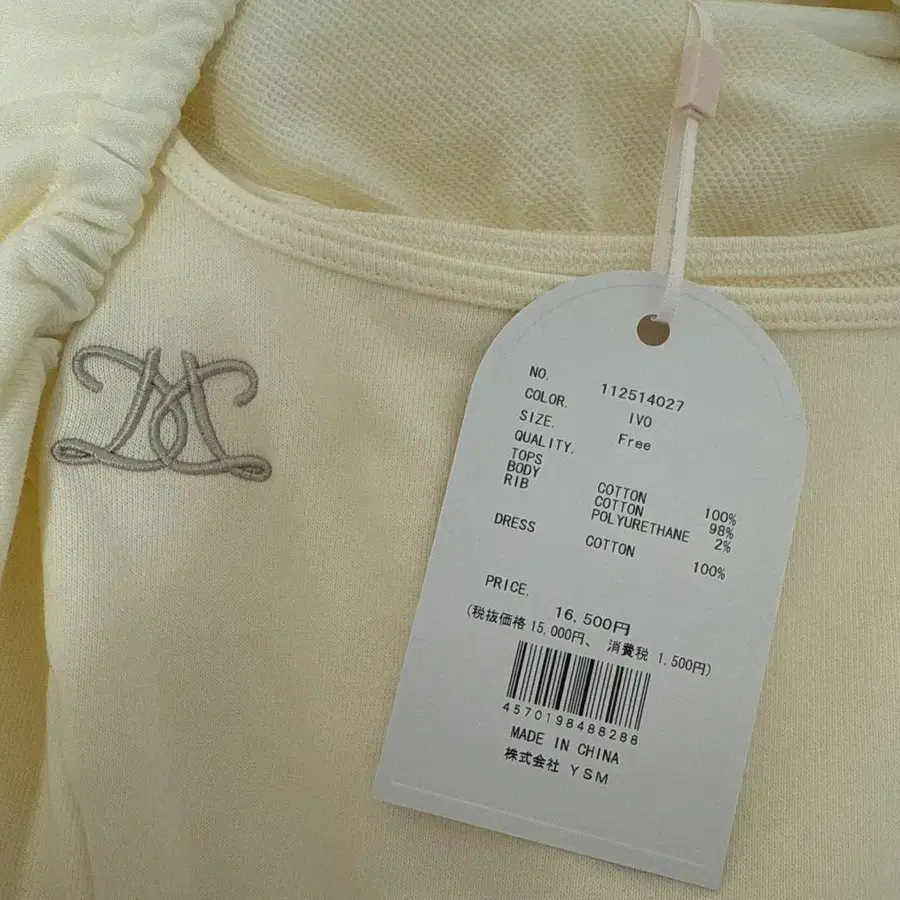 NO. 112514027
COLOR. IVO
SIZE. Free
QUALITY.
TOPS
BODY COTTON 100%
RIB COTTON 98%
POLYURETHANE 2%
DRESS COTTON 100%
PRICE. 16,500円
(税抜価格 15,000円、 消費税 1,500円)
4570198488288
MADE IN CHINA
株式会社 YSM